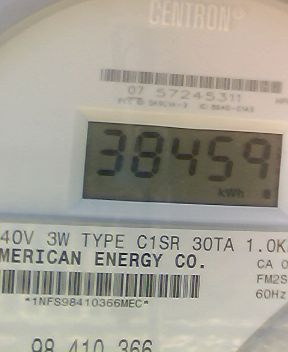 CENTRON®
07 57245311
38459
kWh
40V 3W TYPE C1SR 30TA 1.0K
MERICAN ENERGY CO. CA 0
FM2S
*1NFS98410366MEC* 60Hz
98 410 366